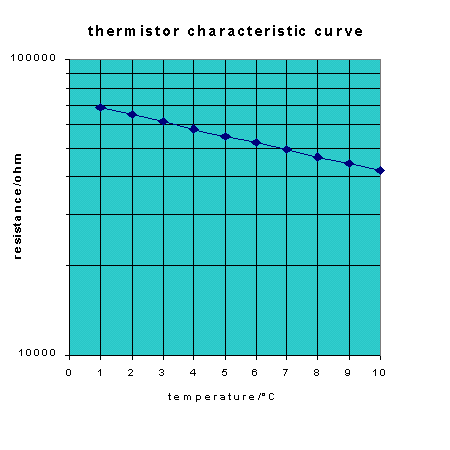 thermistor characteristic curve
100000
resistance/ohm
10000
0 1 2 3 4 5 6 7 8 9 10
temperature/°C